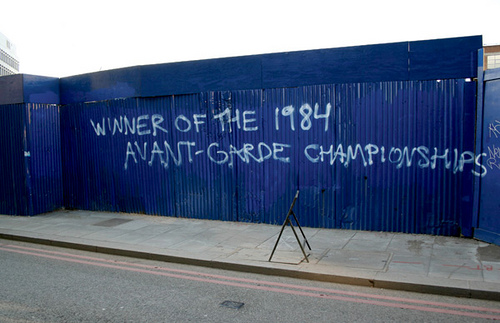 WINNER OF THE 1984
AVANT-GARDE CHAMPIONSHIPS